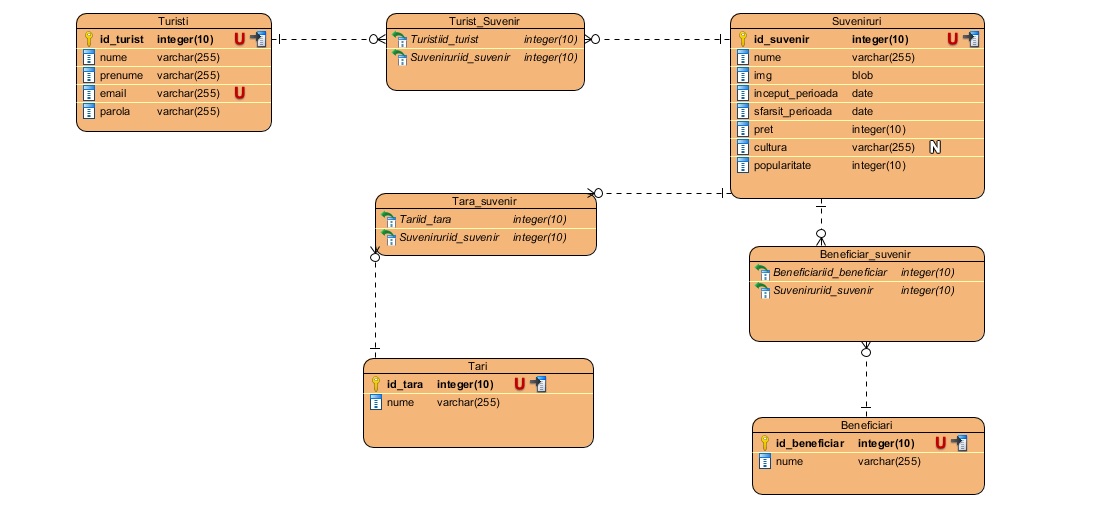 Turisti
id_turist integer(10) U
nume varchar(255)
prenume varchar(255)
email varchar(255) U
parola varchar(255)
Turist_Suvenir
Turistiid_turist integer(10)
Suveniruriid_suvenir integer(10)
Suveniruri
id_suvenir integer(10) U
nume varchar(255)
img blob
inceput_perioada date
sfarsit_perioada date
pret integer(10)
cultura varchar(255) N
popularitate integer(10)
Tara_suvenir
Tariid_tara integer(10)
Suveniruriid_suvenir integer(10)
Beneficiar_suvenir
Beneficiariid_beneficiar integer(10)
Suveniruriid_suvenir integer(10)
Tari
id_tara integer(10) U
nume varchar(255)
Beneficiari
id_beneficiar integer(10) U
nume varchar(255)